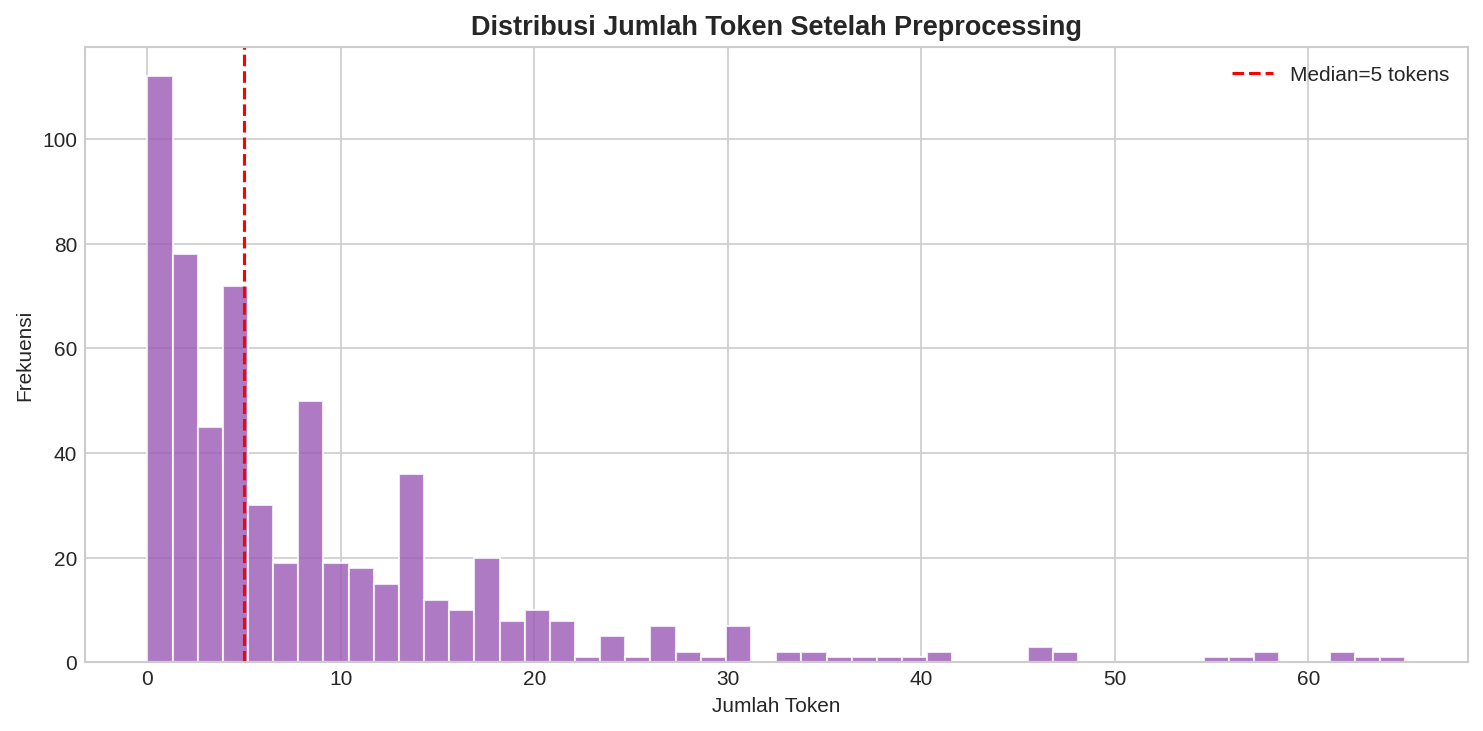 Distribusi Jumlah Token Setelah Preprocessing
Median=5 tokens
Frekuensi
100
80
60
40
20
0
0 10 20 30 40 50 60
Jumlah Token